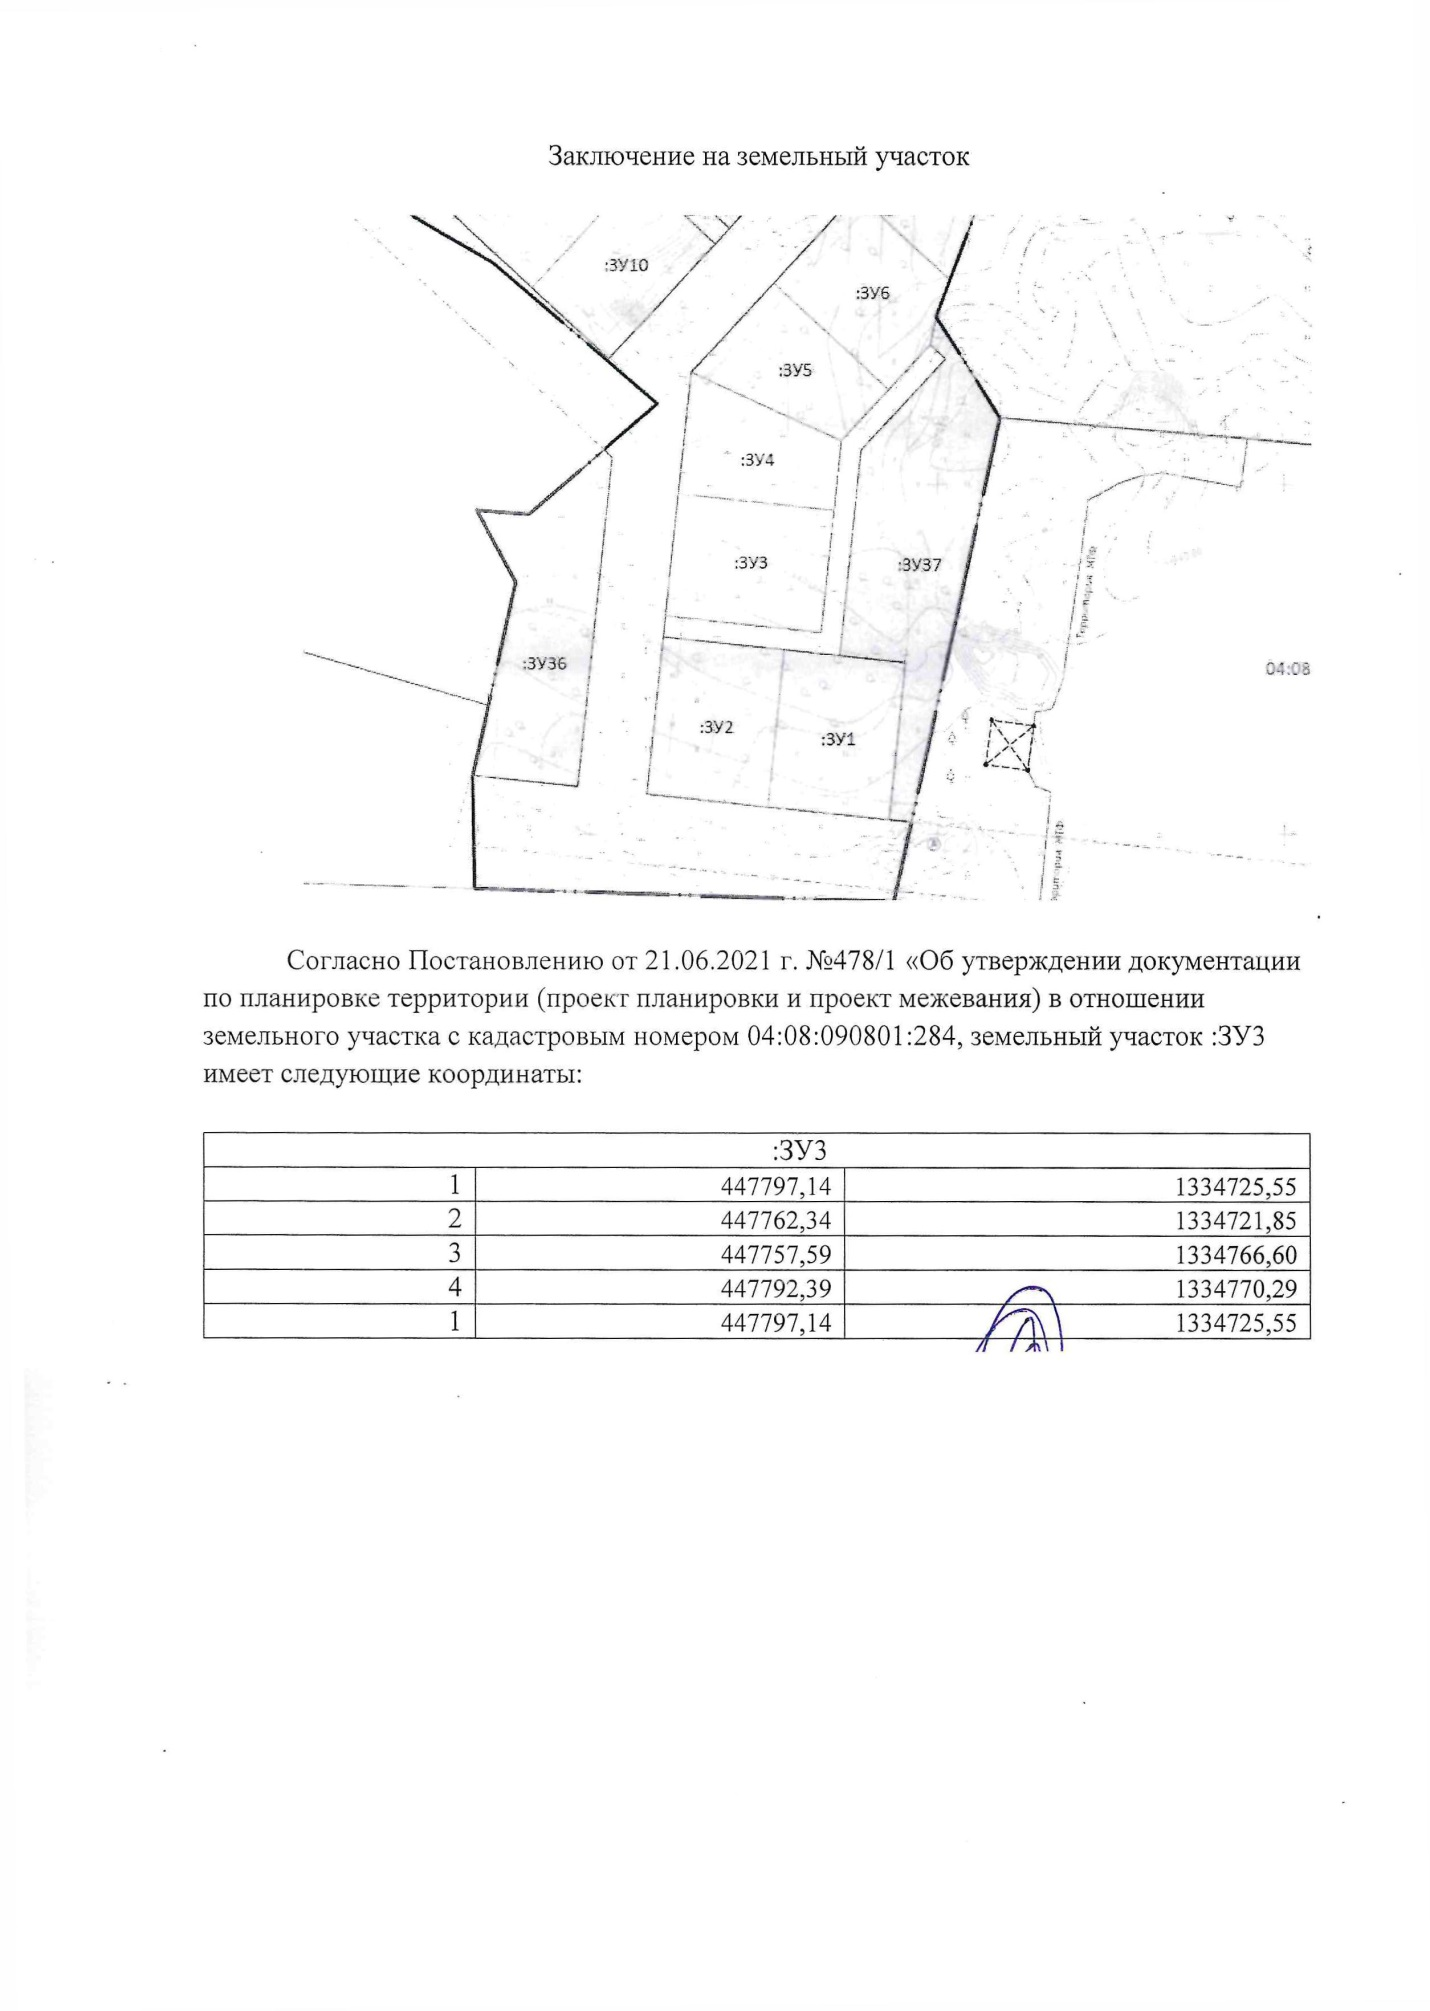 Заключение на земельный участок
:ЗУ10
:ЗУ6
:ЗУ5
:ЗУ4
:ЗУ3
:ЗУ37
:ЗУ36
04:08
:ЗУ2
:ЗУ1
Территория МТФ
Согласно Постановлению от 21.06.2021 г. №478/1 «Об утверждении документации
по планировке территории (проект планировки и проект межевания) в отношении
земельного участка с кадастровым номером 04:08:090801:284, земельный участок :ЗУ3
имеет следующие координаты:
:ЗУ3
1 447797,14 1334725,55
2 447762,34 1334721,85
3 447757,59 1334766,60
4 447792,39 1334770,29
1 447797,14 1334725,55